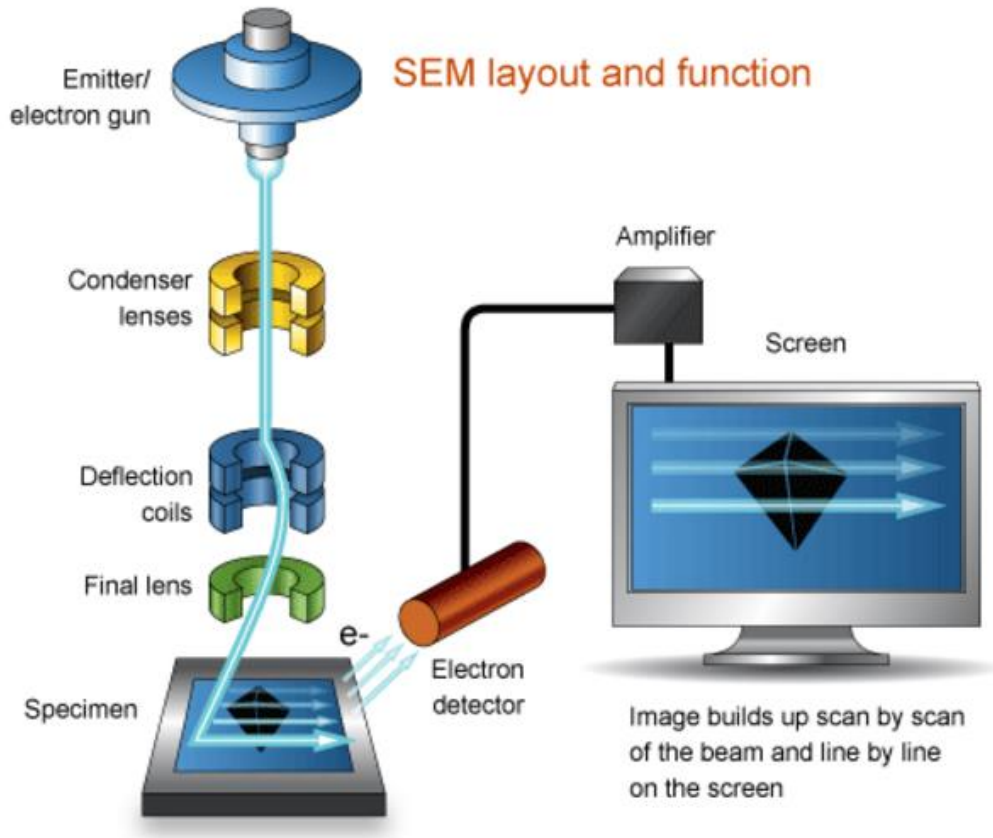 SEM layout and function
Emitter/
electron gun
Condenser
lenses
Deflection
coils
Final lens
Specimen
e-
Electron
detector
Amplifier
Screen
Image builds up scan by scan
of the beam and line by line
on the screen